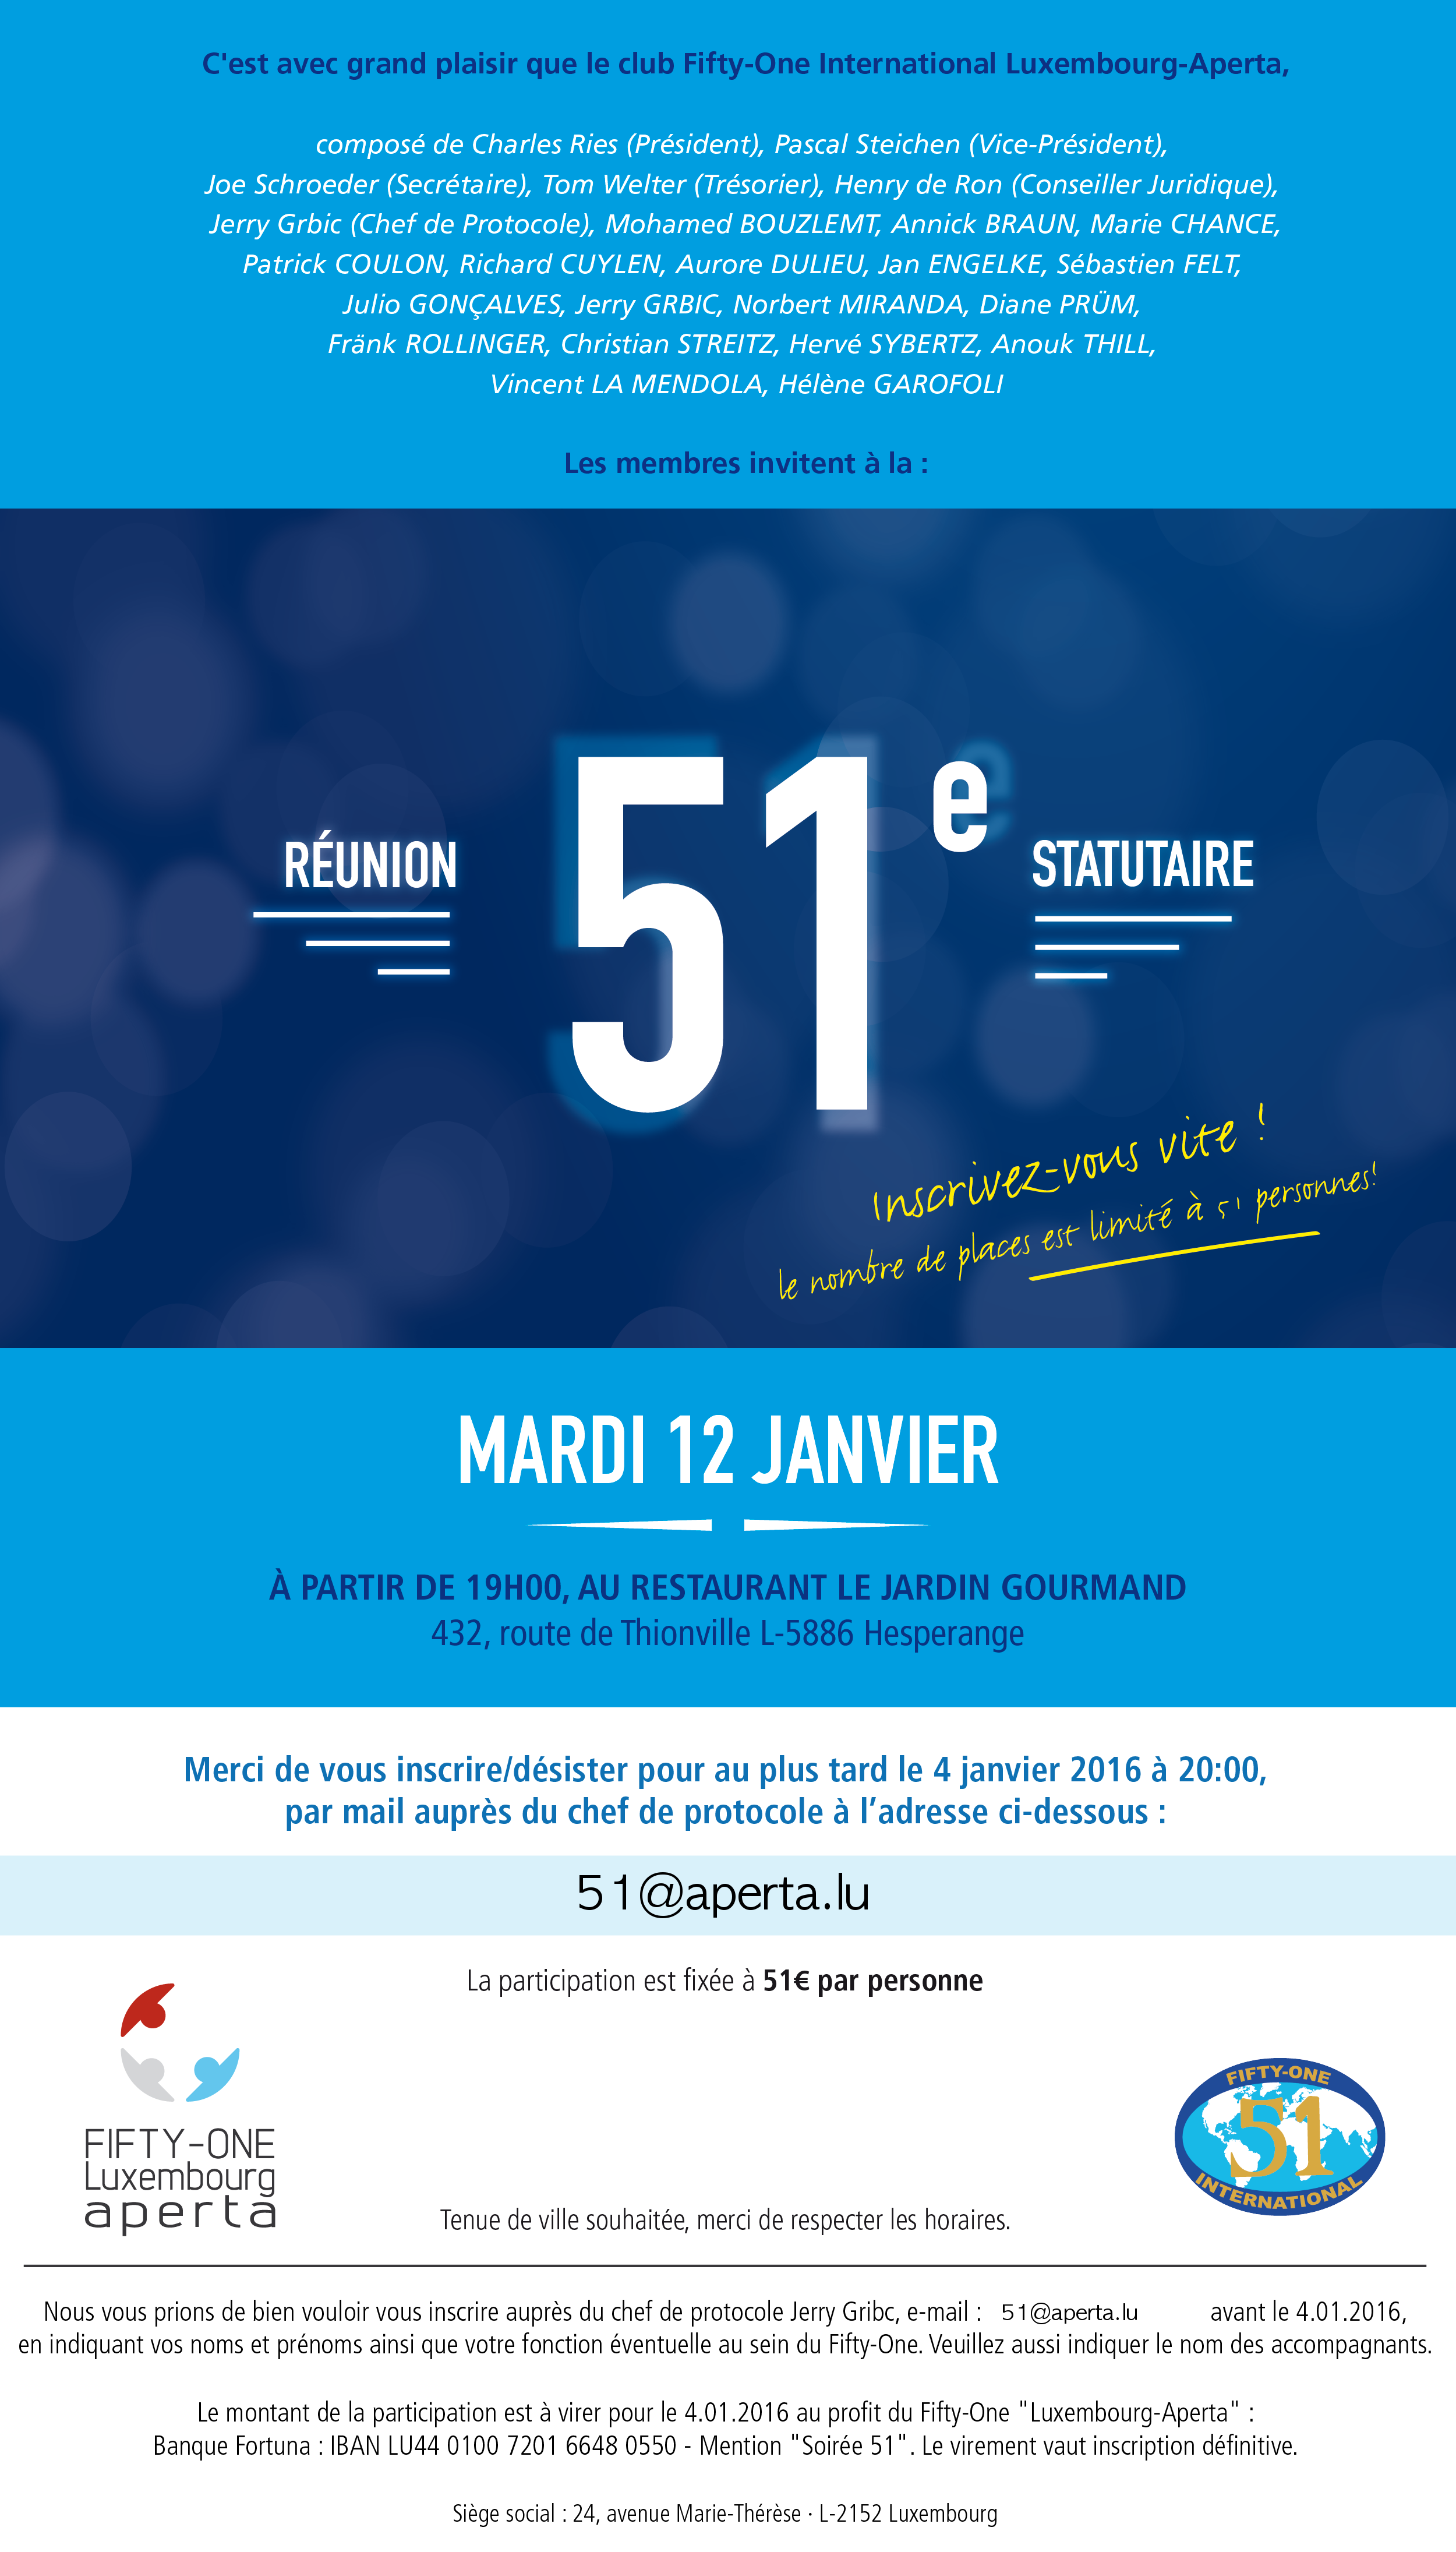 C'est avec grand plaisir que le club Fifty-One International Luxembourg-Aperta,
composé de Charles Ries (Président), Pascal Steichen (Vice-Président),
Joe Schroeder (Secrétaire), Tom Welter (Trésorier), Henry de Ron (Conseiller Juridique),
Jerry Grbic (Chef de Protocole), Mohamed BOUZLEMT, Annick BRAUN, Marie CHANCE,
Patrick COULON, Richard CUYLEN, Aurore DULIEU, Jan ENGELKE, Sébastien FELT,
Julio GONÇALVES, Jerry GRBIC, Norbert MIRANDA, Diane PRÜM,
Fränk ROLLINGER, Christian STREITZ, Hervé SYBERTZ, Anouk THILL,
Vincent LA MENDOLA, Hélène GAROFOLI
Les membres invitent à la :
RÉUNION 51e STATUTAIRE
Inscrivez-vous vite !
le nombre de places est limité à 51 personnes!
MARDI 12 JANVIER
À PARTIR DE 19H00, AU RESTAURANT LE JARDIN GOURMAND
432, route de Thionville L-5886 Hesperange
Merci de vous inscrire/désister pour au plus tard le 4 janvier 2016 à 20:00,
par mail auprès du chef de protocole à l’adresse ci-dessous :
51@aperta.lu
La participation est fixée à 51€ par personne
FIFTY-ONE
Luxembourg
aperta
FIFTY-ONE
51
INTERNATIONAL
Tenue de ville souhaitée, merci de respecter les horaires.
Nous vous prions de bien vouloir vous inscrire auprès du chef de protocole Jerry Gribc, e-mail : 51@aperta.lu avant le 4.01.2016,
en indiquant vos noms et prénoms ainsi que votre fonction éventuelle au sein du Fifty-One. Veuillez aussi indiquer le nom des accompagnants.
Le montant de la participation est à virer pour le 4.01.2016 au profit du Fifty-One "Luxembourg-Aperta" :
Banque Fortuna : IBAN LU44 0100 7201 6648 0550 - Mention "Soirée 51". Le virement vaut inscription définitive.
Siège social : 24, avenue Marie-Thérèse · L-2152 Luxembourg